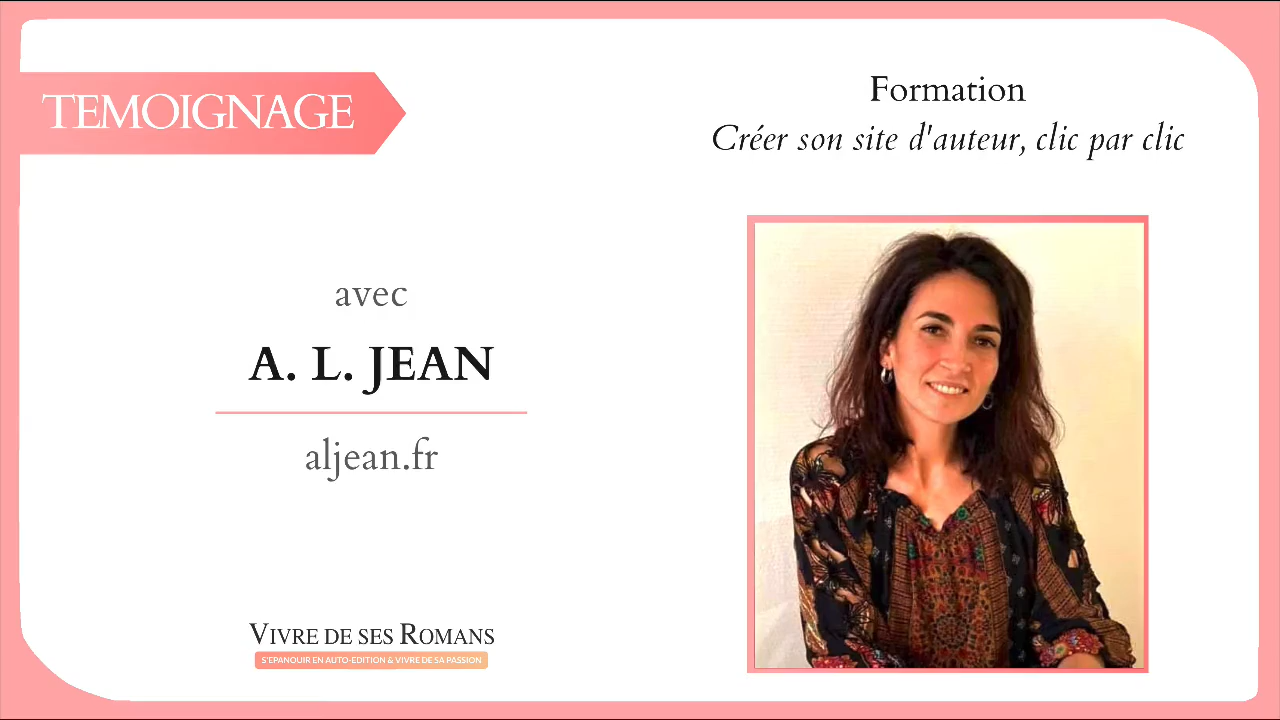 TEMOIGNAGE
Formation
Créer son site d'auteur, clic par clic
avec
A. L. JEAN
aljean.fr
VIVRE DE SES ROMANS
S'EPANOUIR EN AUTO-EDITION & VIVRE DE SA PASSION